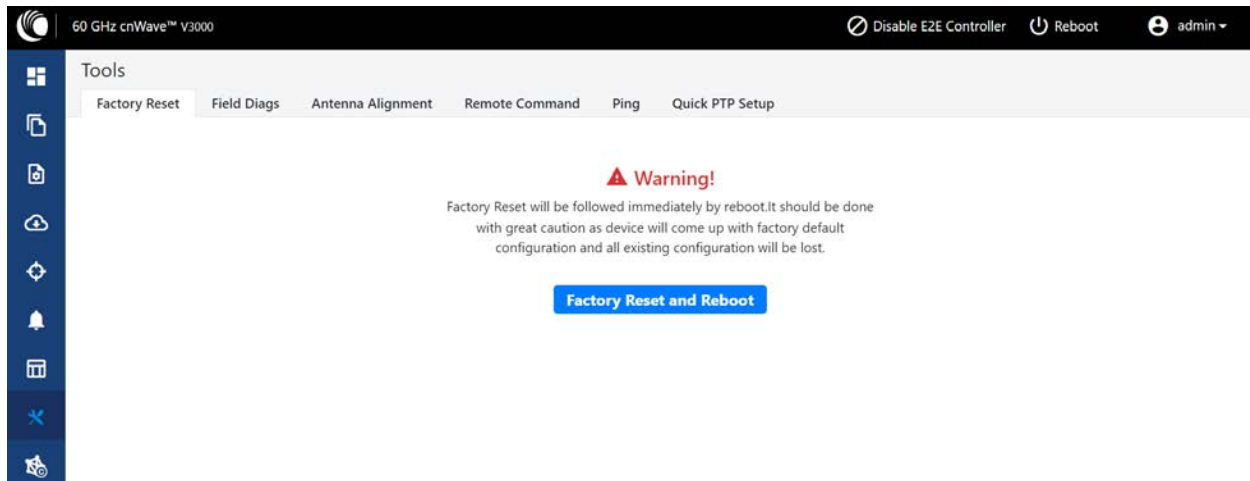 60 GHz cnWave™ V3000
Disable E2E Controller
Reboot
admin
Tools
Factory Reset
Field Diags
Antenna Alignment
Remote Command
Ping
Quick PTP Setup
Warning!
Factory Reset will be followed immediately by reboot.It should be done
with great caution as device will come up with factory default
configuration and all existing configuration will be lost.
Factory Reset and Reboot